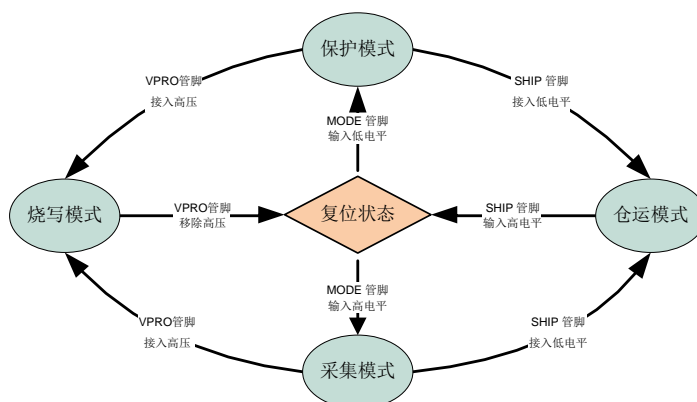 保护模式
VPRO管脚
接入高压
SHIP 管脚
接入低电平
MODE 管脚
输入低电平
烧写模式
VPRO管脚
移除高压
复位状态
SHIP 管脚
输入高电平
仓运模式
MODE 管脚
输入高电平
VPRO管脚
接入高压
SHIP 管脚
接入低电平
采集模式